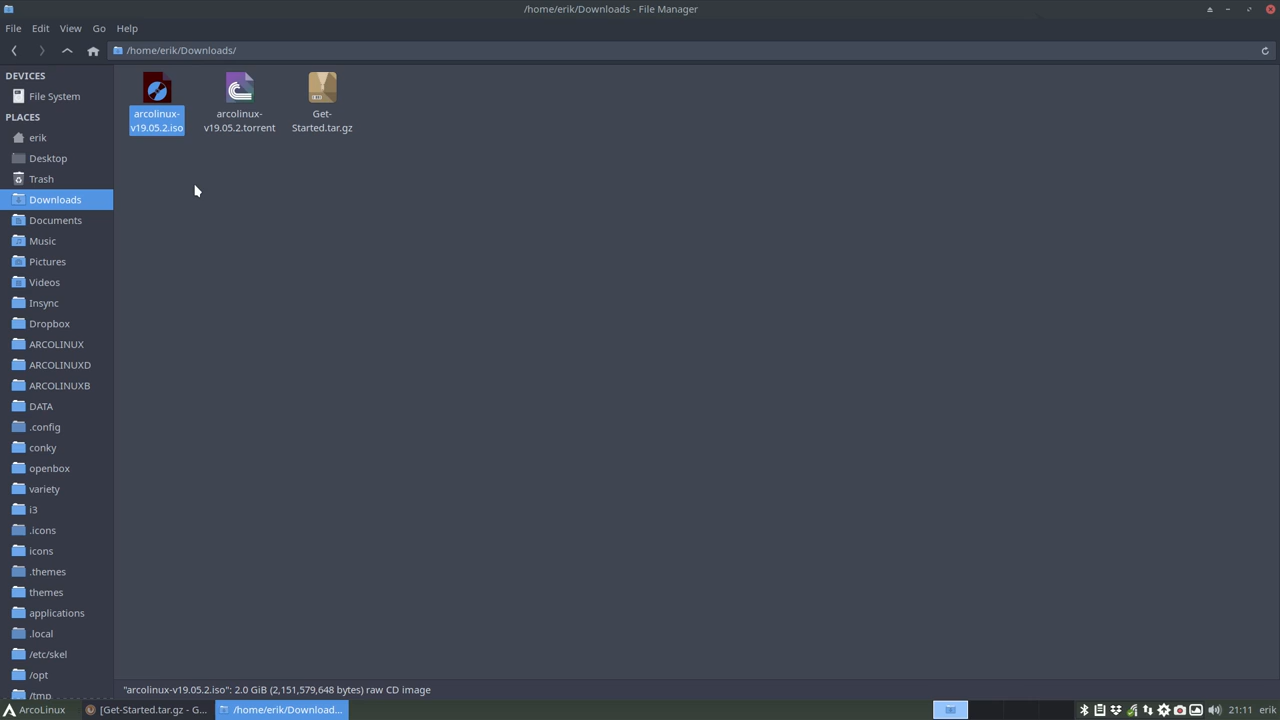 /home/erik/Downloads - File Manager
File Edit View Go Help
/home/erik/Downloads/
DEVICES
File System
PLACES
erik
Desktop
Trash
Downloads
Documents
Music
Pictures
Videos
Insync
Dropbox
ARCOLINUX
ARCOLINUXD
ARCOLINUXB
DATA
.config
conky
openbox
variety
i3
.icons
icons
.themes
themes
applications
.local
/etc/skel
/opt
/tmp
arcolinux-
v19.05.2.iso
arcolinux-
v19.05.2.torrent
Get-
Started.tar.gz
"arcolinux-v19.05.2.iso": 2.0 GiB (2,151,579,648 bytes) raw CD image
ArcoLinux [Get-Started.tar.gz - G... /home/erik/Download... 21:11 erik